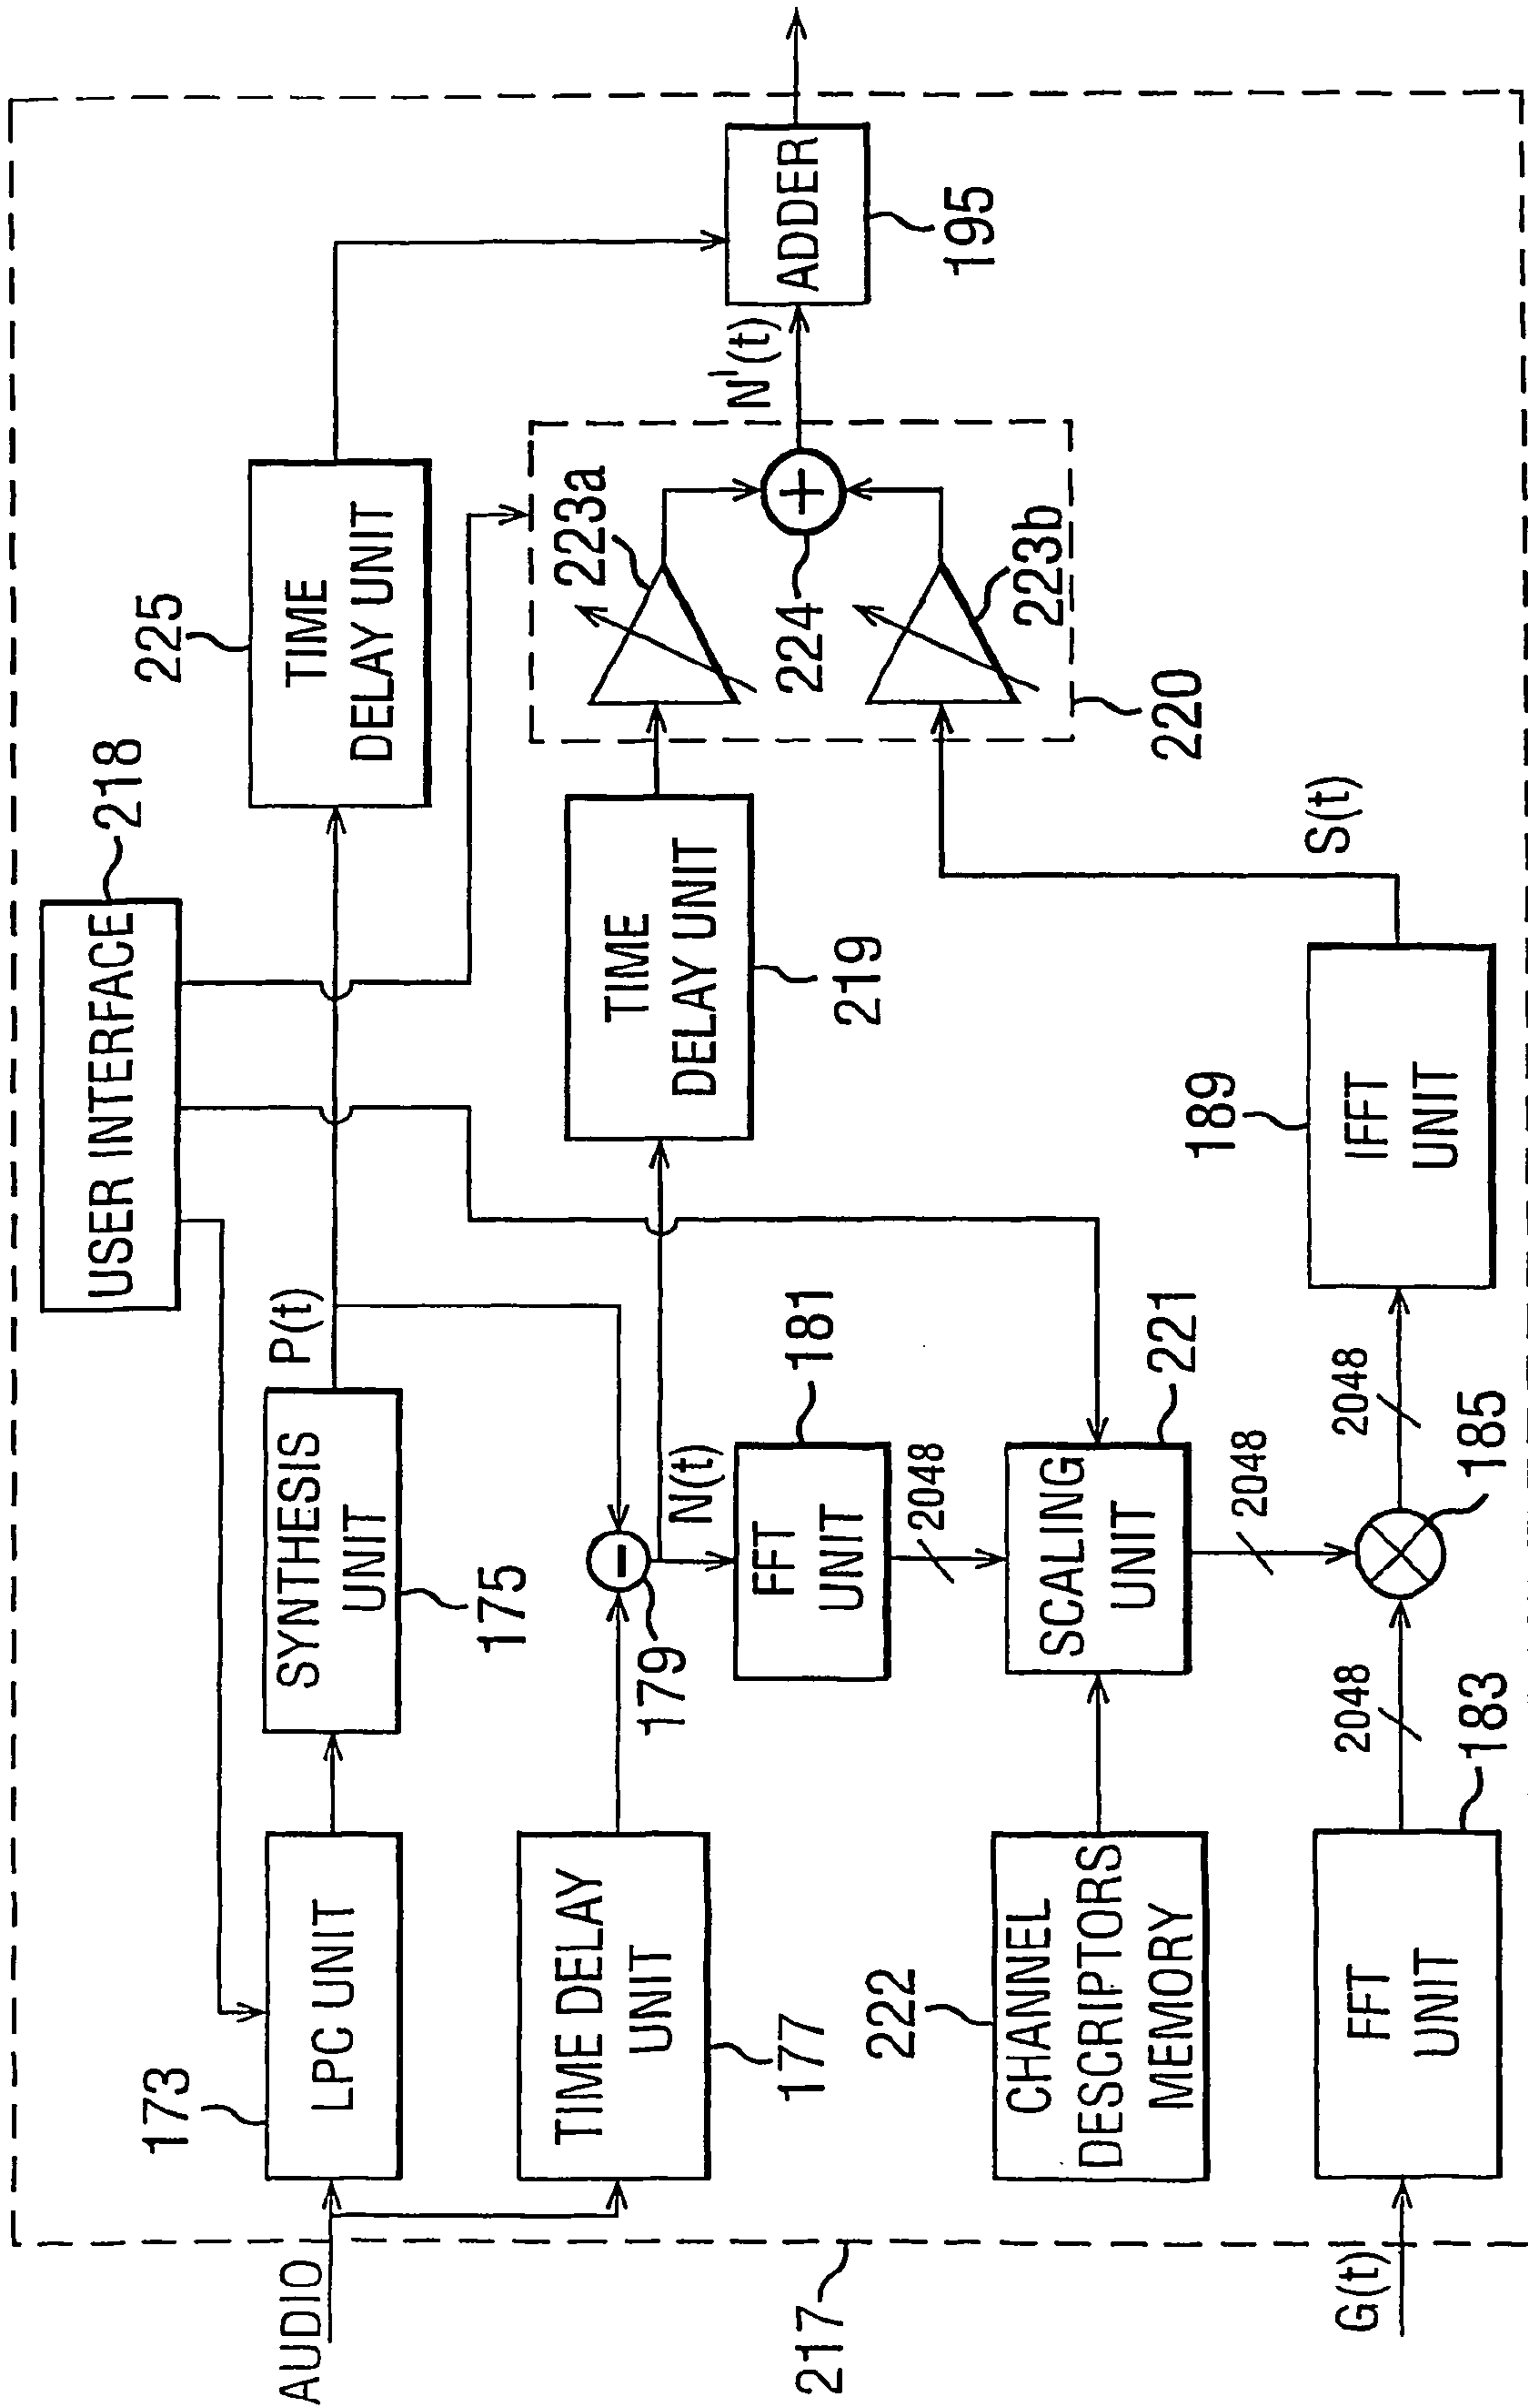 USER INTERFACE
218
225
TIME
DELAY UNIT
P(t)
SYNTHESIS
UNIT
175
173
LPC UNIT
AUDIO
TIME DELAY
UNIT
177
179
N(t)
TIME
DELAY UNIT
219
223a
224
223b
220
N'(t)
ADDER
195
FFT
UNIT
181
2048
SCALING
UNIT
221
222
CHANNEL
DESCRIPTORS
MEMORY
2048
217
G(t)
FFT
UNIT
183
2048
185
2048
189
IFFT
UNIT
S(t)